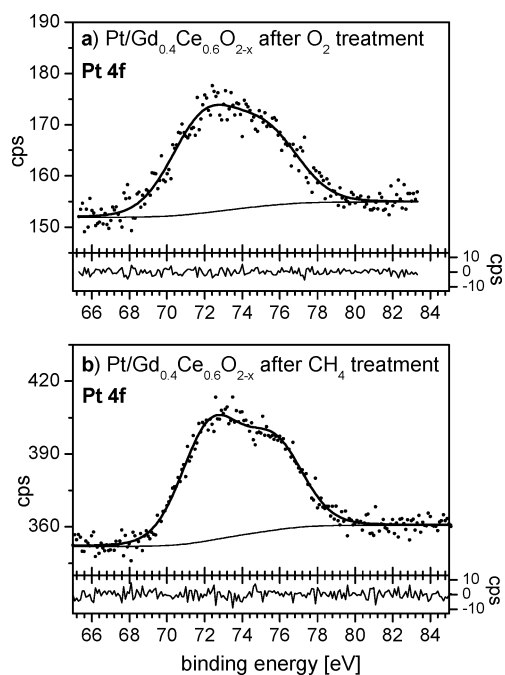 190
a) Pt/Gd0.4Ce0.6O2-x after O2 treatment
Pt 4f
180
170
cps
160
150
10
0
-10
cps
66 68 70 72 74 76 78 80 82 84
b) Pt/Gd0.4Ce0.6O2-x after CH4 treatment
420
Pt 4f
390
cps
360
10
0
-10
cps
66 68 70 72 74 76 78 80 82 84
binding energy [eV]